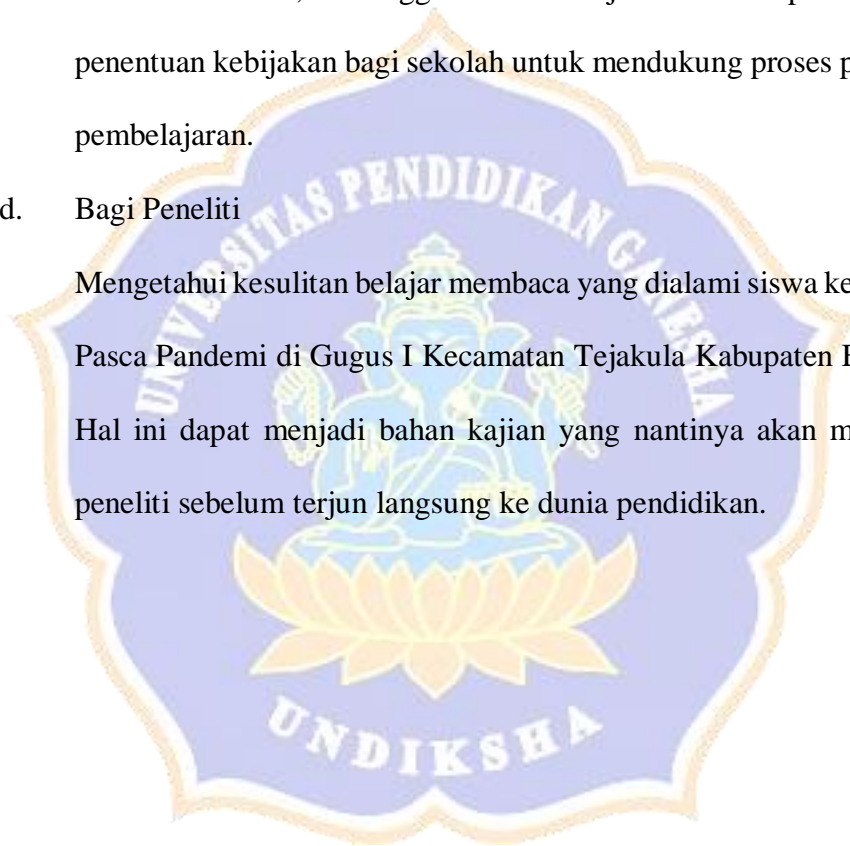 penentuan kebijakan bagi sekolah untuk mendukung proses
pembelajaran.
d. Bagi Peneliti
Mengetahui kesulitan belajar membaca yang dialami siswa
Pasca Pandemi di Gugus I Kecamatan Tejakula Kabupaten
Hal ini dapat menjadi bahan kajian yang nantinya akan
peneliti sebelum terjun langsung ke dunia pendidikan.
UNIVERSITAS PENDIDIKAN GANESHA
UNDIKSHA